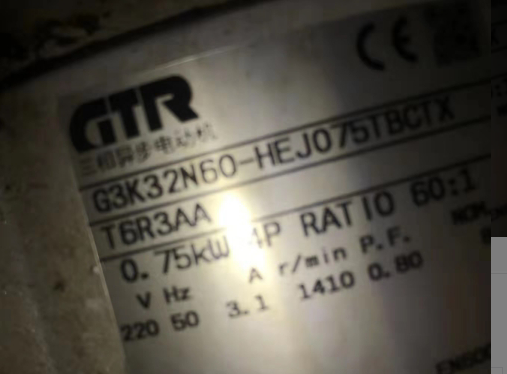 CE
GTR
三相异步电动机
G3K32N60-HEJ075TBCTX
T6R3AA
0.75kW 4P RATIO 60:1
V Hz A r/min P.F. NOM
220 50 3.1 1410 0.80